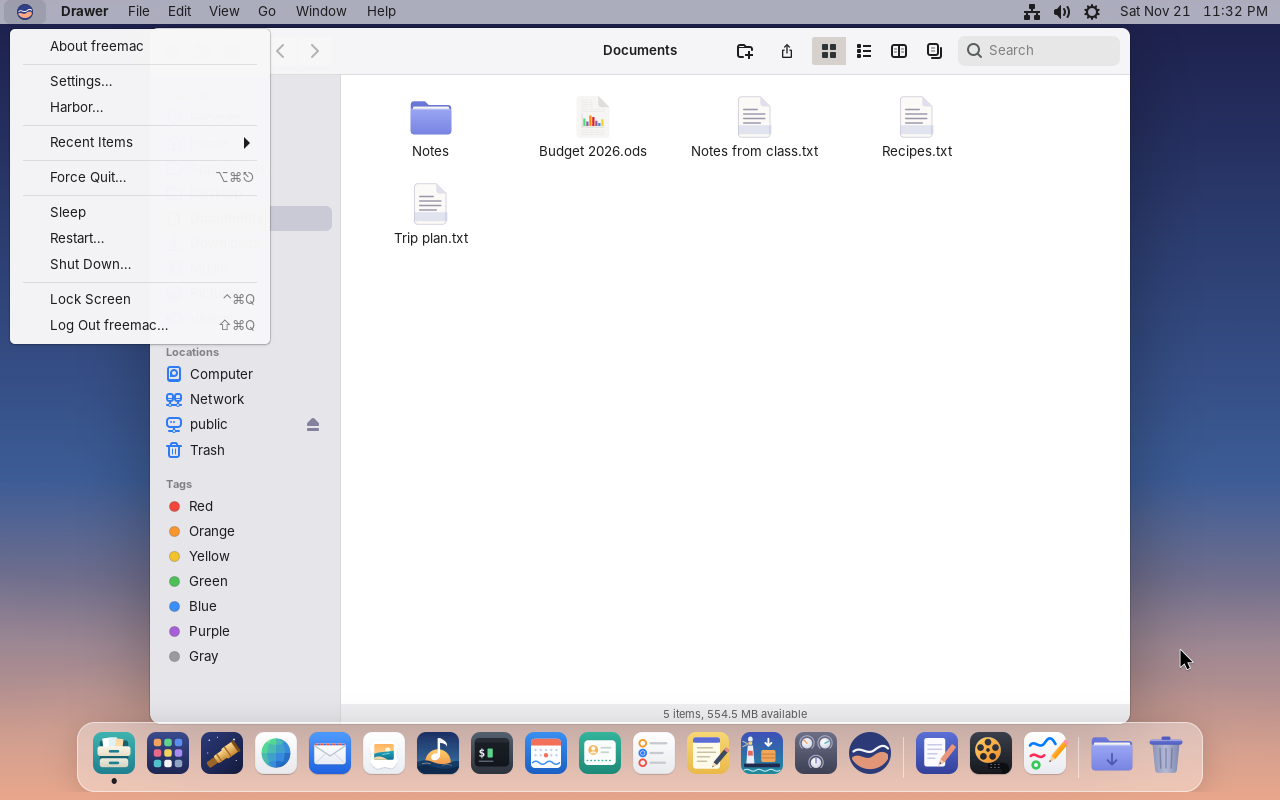 Drawer File Edit View Go Window Help Sat Nov 21 11:32 PM
About freemac
Settings...
Harbor...
Recent Items
Force Quit... ⌥⌘⎋
Sleep
Restart...
Shut Down...
Lock Screen ^⌘Q
Log Out freemac... ⇧⌘Q
Documents
Search
Notes
Budget 2026.ods
Notes from class.txt
Recipes.txt
Trip plan.txt
Locations
Computer
Network
public
Trash
Tags
Red
Orange
Yellow
Green
Blue
Purple
Gray
5 items, 554.5 MB available
$